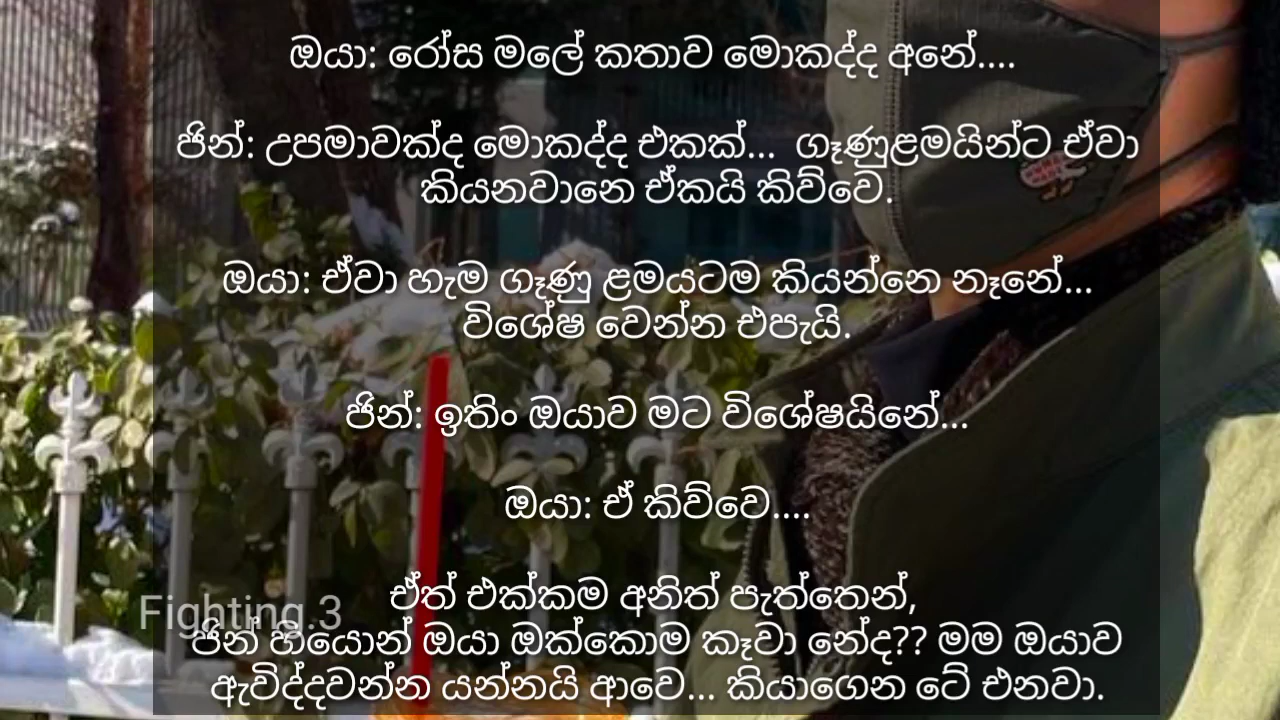 ඔයා: රෝස මලේ කතාව මොකද්ද අනේ....
ජින්: උපමාවක්ද මොකද්ද එකක්... ගෑණුළමයින්ට ඒවා
කියනවානෙ ඒකයි කිව්වෙ.
ඔයා: ඒවා හැම ගෑණු ළමයටම කියන්නෙ නෑනේ...
විශේෂ වෙන්න එපැයි.
ජින්: ඉතිං ඔයාව මට විශේෂයිනේ...
ඔයා: ඒ කිව්වෙ....
ඒත් එක්කම අනිත් පැත්තෙන්,
Fighting.3
ජින් හියොන් ඔයා ඔක්කොම කෑවා නේද?? මම ඔයාව
ඇවිද්දවන්න යන්නයි ආවෙ... කියාගෙන ටේ එනවා.